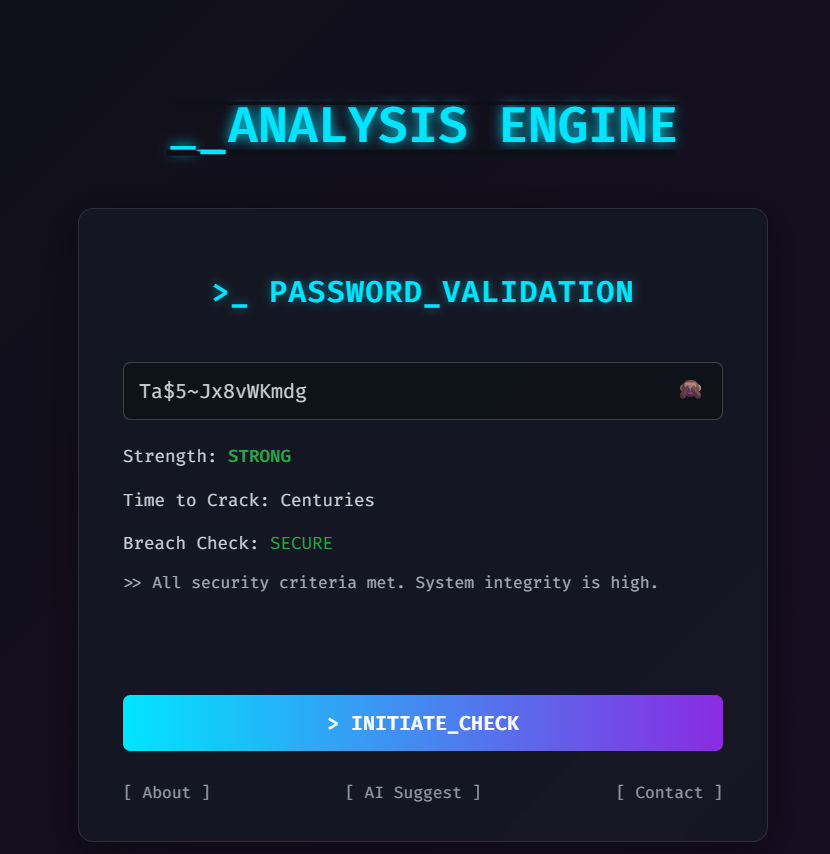 __ANALYSIS ENGINE
>_ PASSWORD_VALIDATION
Ta$5~Jx8vWKmdg
Strength: STRONG
Time to Crack: Centuries
Breach Check: SECURE
>> All security criteria met. System integrity is high.
> INITIATE_CHECK
[ About ] [ AI Suggest ] [ Contact ]